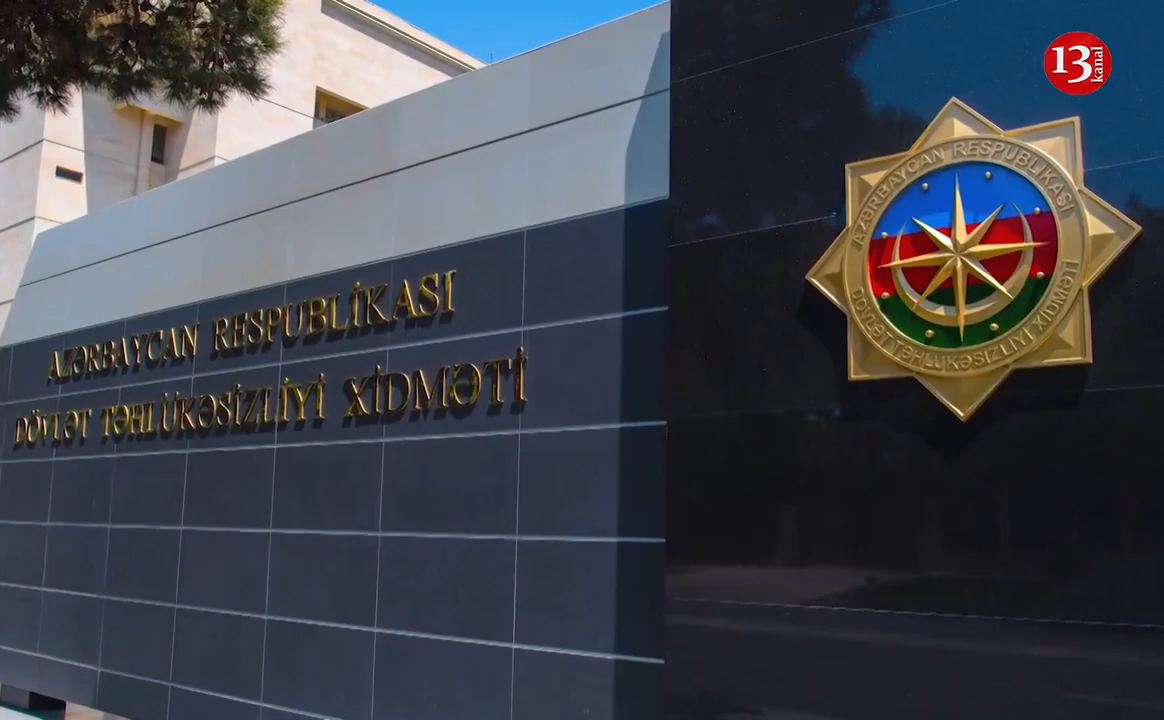 AZƏRBAYCAN RESPUBLİKASI
DÖVLƏT TƏHLÜKƏSİZLİYİ XİDMƏTİ
13
kanal
AZƏRBAYCAN RESPUBLİKASI
DÖVLƏT TƏHLÜKƏSİZLİYİ XİDMƏTİ